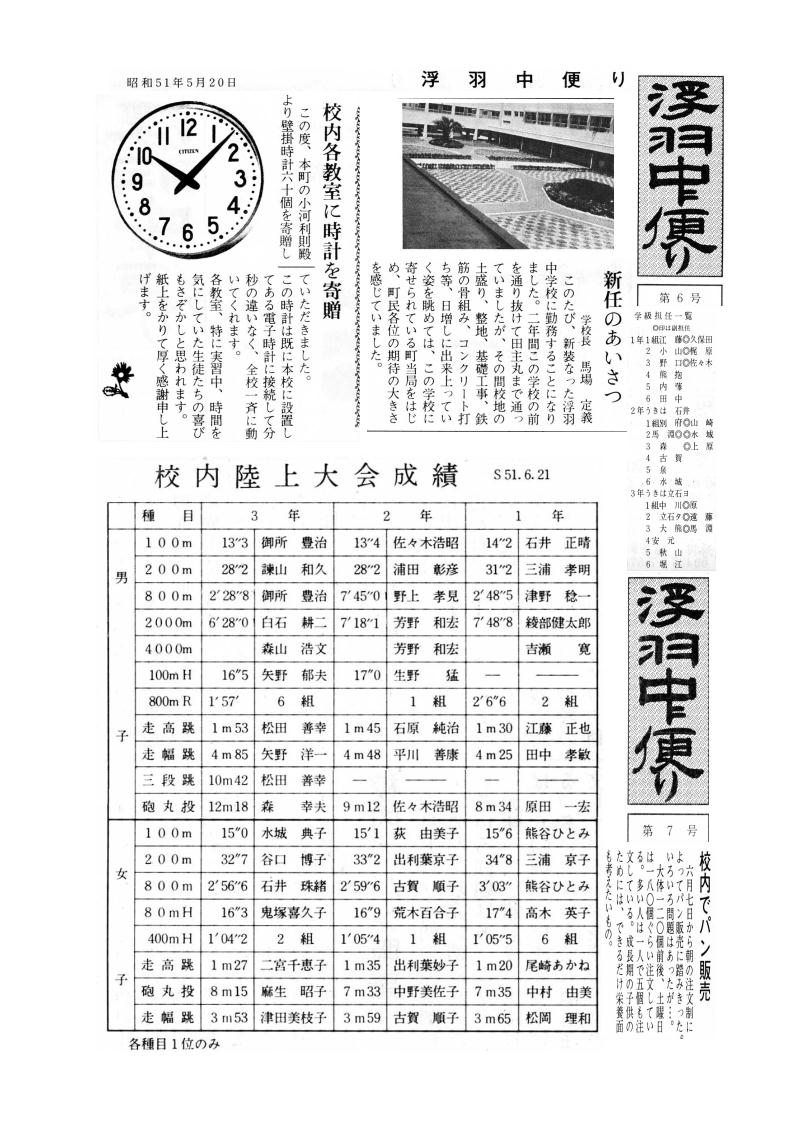 昭和51年5月20日
浮羽中便り
浮羽中便り
第6号
学級担任一覧
◎印は副担任
1年1組江藤◎久保田
2小山◎梶原
3野口◎佐々木
4熊抱
5内藤
6田中
2年うきは石井
1組別府◎山崎
2馬淵◎◎水城
3森◎上原
4古賀
5泉
6水城
3年うきは立石ヨ
1組中川◎原
2立石タ◎遠藤
3大熊◎馬淵
4安元
5秋山
6堀江
新任のあいさつ
学校長 馬場 定義
このたび、新装なった浮羽
中学校に勤務することになり
ました。二年間この学校の前
を通り抜けて田主丸まで通っ
ていましたが、その間校地の
土盛り、整地、基礎工事、鉄
筋の骨組み、コンクリート打
ち等、日増しに出来上ってい
く姿を眺めては、この学校に
寄せられている町当局をはじ
め、町民各位の期待の大きさ
を感じていました。
校内各教室に時計を寄贈
この度、本町の小河利則殿
より壁掛時計六十個を寄贈し
ていただきました。
この時計は既に本校に設置し
てある電子時計に接続して分
秒の違いなく、全校一斉に動
いてくれます。
各教室、特に実習中、時間を
気にしていた生徒たちの喜び
もさぞかしと思われます。
紙上をかりて厚く感謝申し上
げます。
12
1
2
3
4
5
6
7
8
9
10
11
CITIZEN
校内陸上大会成績 S51.6.21
種目 3年 2年 1年
男子
100m 13″3 御所 豊治 13″4 佐々木浩昭 14″2 石井 正晴
200m 28″2 諫山 和久 28″2 浦田 彰彦 31″2 三浦 孝明
800m 2′28″8 御所 豊治 7′45″0 野上 孝見 2′48″5 津野 稔一
2000m 6′28″0 白石 耕二 7′18″1 芳野 和宏 7′48″8 綾部健太郎
4000m 森山 浩文 芳野 和宏 吉瀬 寛
100mH 16″5 矢野 郁夫 17″0 生野 猛 — ——
800mR 1′57′ 6組 1組 2′6″6 2組
走高跳 1m53 松田 善幸 1m45 石原 純治 1m30 江藤 正也
走幅跳 4m85 矢野 洋一 4m48 平川 善康 4m25 田中 孝敏
三段跳 10m42 松田 善幸 — —— — ——
砲丸投 12m18 森 幸夫 9m12 佐々木浩昭 8m34 原田 一宏
女子
100m 15″0 水城 典子 15′1 荻 由美子 15″6 熊谷ひとみ
200m 32″7 谷口 博子 33″2 出利葉京子 34″8 三浦 京子
800m 2′56″6 石井 珠緒 2′59″6 古賀 順子 3′03″ 熊谷ひとみ
80mH 16″3 鬼塚喜久子 16″9 荒木百合子 17″4 高木 英子
400mH 1′04″2 2組 1′05″4 1組 1′05″5 6組
走高跳 1m27 二宮千恵子 1m35 出利葉妙子 1m20 尾崎あかね
砲丸投 8m15 麻生 昭子 7m33 中野美佐子 7m35 中村 由美
走幅跳 3m53 津田美枝子 3m59 古賀 順子 3m65 松岡 理和
各種目1位のみ
浮羽中便り
第7号
校内でパン販売
六月七日から朝の注文制に
よってパン販売に踏みきった。
いろいろ問題はあったが…。
大体一二〇個前後、土曜日
は一八〇個ぐらい注文してい
る。多い人は一人で五個も注
文している。成長期の子供の
ためには、できるだけ栄養面
も考えたいもの。